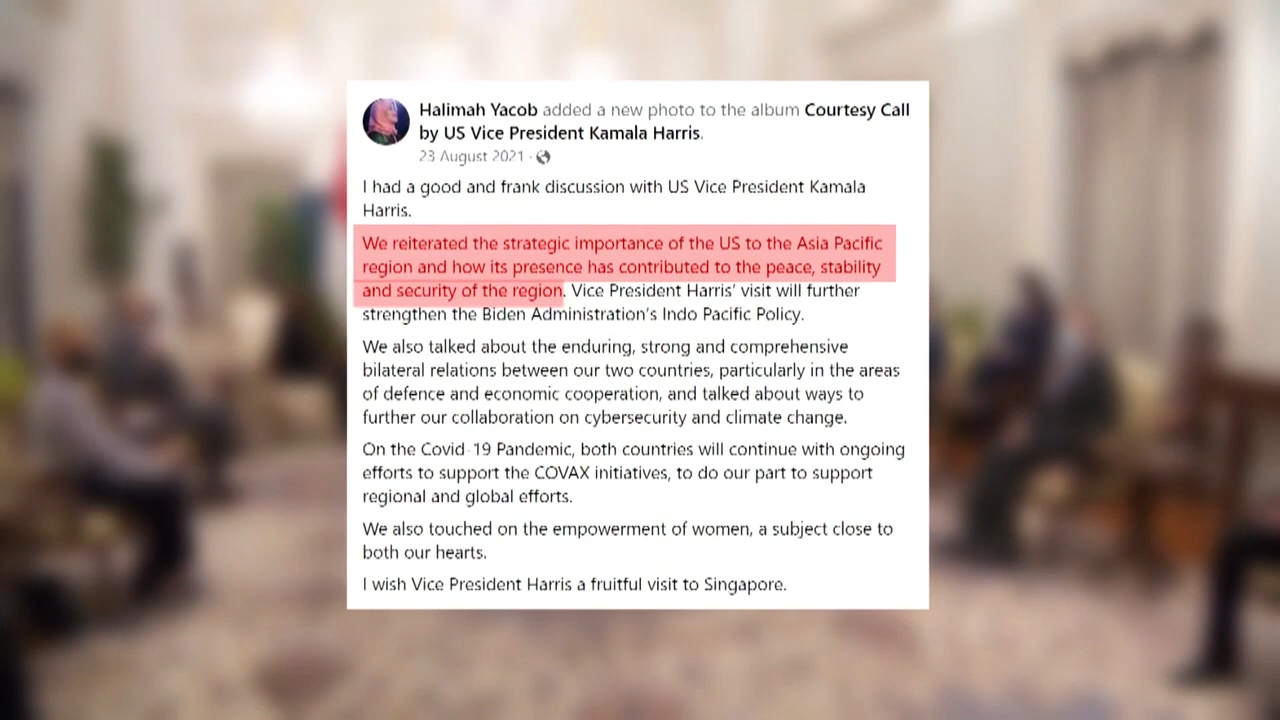 Halimah Yacob added a new photo to the album Courtesy Call
by US Vice President Kamala Harris.
23 August 2021 ·
I had a good and frank discussion with US Vice President Kamala
Harris.
We reiterated the strategic importance of the US to the Asia Pacific
region and how its presence has contributed to the peace, stability
and security of the region. Vice President Harris' visit will further
strengthen the Biden Administration's Indo Pacific Policy.
We also talked about the enduring, strong and comprehensive
bilateral relations between our two countries, particularly in the areas
of defence and economic cooperation, and talked about ways to
further our collaboration on cybersecurity and climate change.
On the Covid-19 Pandemic, both countries will continue with ongoing
efforts to support the COVAX initiatives, to do our part to support
regional and global efforts.
We also touched on the empowerment of women, a subject close to
both our hearts.
I wish Vice President Harris a fruitful visit to Singapore.